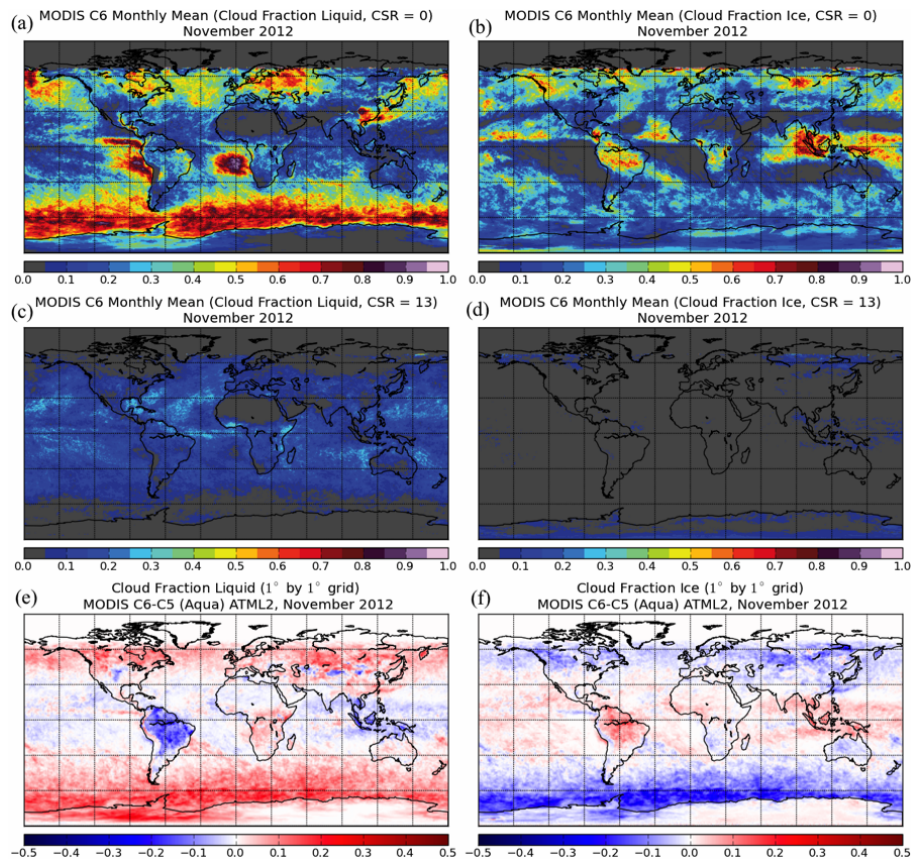 (a)
MODIS C6 Monthly Mean (Cloud Fraction Liquid, CSR = 0)
November 2012
0.0 0.1 0.2 0.3 0.4 0.5 0.6 0.7 0.8 0.9 1.0
(b)
MODIS C6 Monthly Mean (Cloud Fraction Ice, CSR = 0)
November 2012
0.0 0.1 0.2 0.3 0.4 0.5 0.6 0.7 0.8 0.9 1.0
(c)
MODIS C6 Monthly Mean (Cloud Fraction Liquid, CSR = 13)
November 2012
0.0 0.1 0.2 0.3 0.4 0.5 0.6 0.7 0.8 0.9 1.0
(d)
MODIS C6 Monthly Mean (Cloud Fraction Ice, CSR = 13)
November 2012
0.0 0.1 0.2 0.3 0.4 0.5 0.6 0.7 0.8 0.9 1.0
(e)
Cloud Fraction Liquid (1° by 1° grid)
MODIS C6-C5 (Aqua) ATML2, November 2012
−0.5 −0.4 −0.3 −0.2 −0.1 0.0 0.1 0.2 0.3 0.4 0.5
(f)
Cloud Fraction Ice (1° by 1° grid)
MODIS C6-C5 (Aqua) ATML2, November 2012
−0.5 −0.4 −0.3 −0.2 −0.1 0.0 0.1 0.2 0.3 0.4 0.5